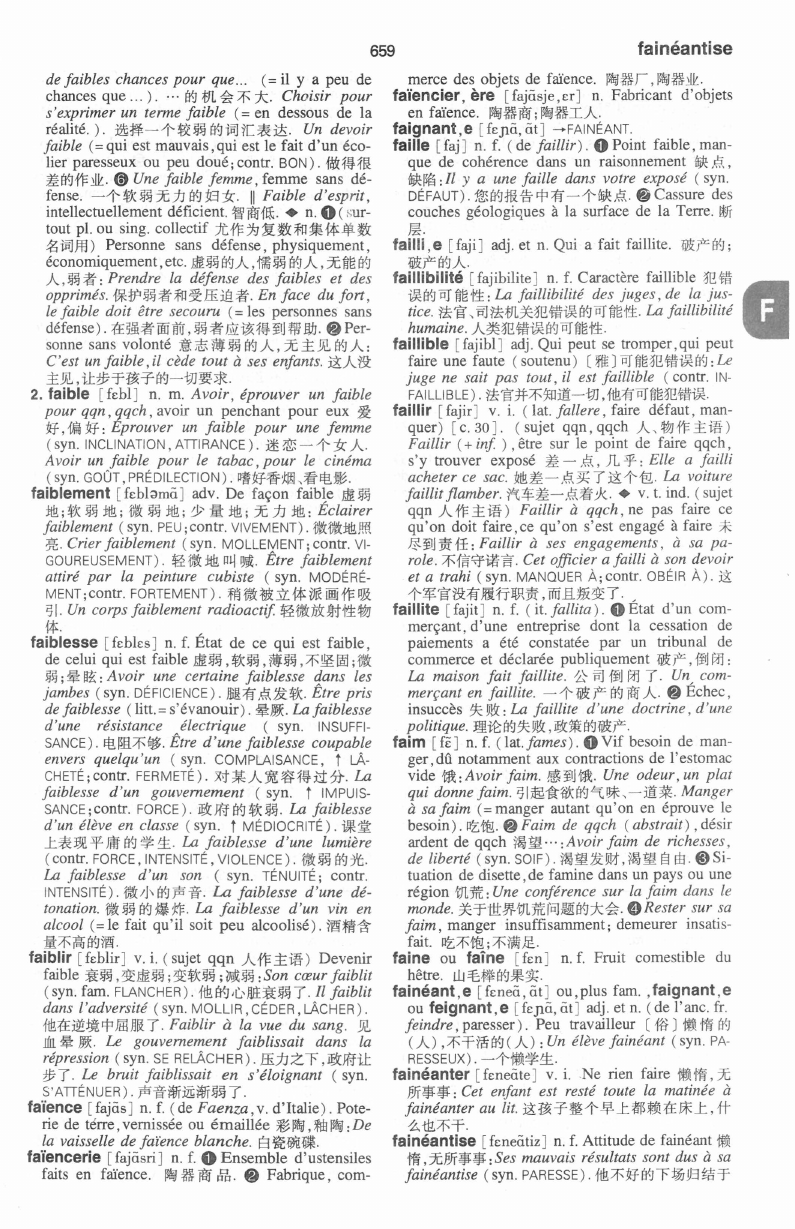 659
fainéantise
de faibles chances pour que... (= il y a peu de
chances que ... ). … 的机会不大. Choisir pour
s'exprimer un terme faible ( = en dessous de la
réalité. ). 选择一个较弱的词汇表达. Un devoir
faible (= qui est mauvais, qui est le fait d'un éco-
lier paresseux ou peu doué; contr. BON) . 做得很
差的作业. ❻ Une faible femme, femme sans dé-
fense. 一个软弱无力的妇女. ‖ Faible d'esprit,
intellectuellement déficient. 智商低. ◆ n. ❶ (sur-
tout pl. ou sing. collectif 尤作为复数和集体单数
名词用) Personne sans défense, physiquement,
économiquement, etc. 虚弱的人,懦弱的人,无能的
人,弱者: Prendre la défense des faibles et des
opprimés. 保护弱者和受压迫者. En face du fort,
le faible doit être secouru ( = les personnes sans
défense) . 在强者面前,弱者应该得到帮助. ❷ Per-
sonne sans volonté 意志薄弱的人,无主见的人:
C'est un faible, il cède tout à ses enfants. 这人没
主见,让步于孩子的一切要求.
2. faible [fɛbl] n. m. Avoir, éprouver un faible
pour qqn, qqch, avoir un penchant pour eux 爱
好,偏好: Éprouver un faible pour une femme
(syn. INCLINATION, ATTIRANCE) . 迷恋一个女人.
Avoir un faible pour le tabac, pour le cinéma
(syn. GOÛT, PRÉDILECTION) . 嗜好香烟、看电影.
faiblement [fɛbləmɑ̃] adv. De façon faible 虚弱
地;软弱地; 微弱地; 少量地; 无力地: Éclairer
faiblement ( syn. PEU; contr. VIVEMENT) . 微微地照
亮. Crier faiblement ( syn. MOLLEMENT; contr. VI-
GOUREUSEMENT) . 轻微地叫喊. Être faiblement
attiré par la peinture cubiste ( syn. MODÉRÉ-
MENT; contr. FORTEMENT) . 稍微被立体派画作吸
引. Un corps faiblement radioactif. 轻微放射性物
体.
faiblesse [fɛblɛs] n. f. État de ce qui est faible,
de celui qui est faible 虚弱,软弱,薄弱,不坚固;微
弱;晕眩: Avoir une certaine faiblesse dans les
jambes ( syn. DÉFICIENCE) . 腿有点发软. Être pris
de faiblesse ( litt. = s'évanouir) . 晕厥. La faiblesse
d'une résistance électrique ( syn. INSUFFI-
SANCE) . 电阻不够. Être d'une faiblesse coupable
envers quelqu'un ( syn. COMPLAISANCE, ↑ LÂ-
CHETÉ; contr. FERMETÉ) . 对某人宽容得过分. La
faiblesse d'un gouvernement ( syn. ↑ IMPUIS-
SANCE; contr. FORCE) . 政府的软弱. La faiblesse
d'un élève en classe ( syn. ↑ MÉDIOCRITÉ) . 课堂
上表现平庸的学生. La faiblesse d'une lumière
( contr. FORCE, INTENSITÉ, VIOLENCE) . 微弱的光.
La faiblesse d'un son ( syn. TÉNUITÉ; contr.
INTENSITÉ) . 微小的声音. La faiblesse d'une dé-
tonation. 微弱的爆炸. La faiblesse d'un vin en
alcool ( = le fait qu'il soit peu alcoolisé) . 酒精含
量不高的酒.
faiblir [fɛblir] v. i. ( sujet qqn 人作主语) Devenir
faible 衰弱,变虚弱;变软弱;减弱: Son cœur faiblit
( syn. fam. FLANCHER) . 他的心脏衰弱了. Il faiblit
dans l'adversité ( syn. MOLLIR, CÉDER, LÂCHER) .
他在逆境中屈服了. Faiblir à la vue du sang. 见
血晕厥. Le gouvernement faiblissait dans la
répression ( syn. SE RELÂCHER) . 压力之下,政府让
步了. Le bruit faiblissait en s'éloignant ( syn.
S'ATTÉNUER) . 声音渐远渐弱了.
faïence [fajɑ̃s] n. f. ( de Faenza, v. d'Italie) . Pote-
rie de terre, vernissée ou émaillée 彩陶,釉陶: De
la vaisselle de faïence blanche. 白瓷碗碟.
faïencerie [fajɑ̃sri] n. f. ❶ Ensemble d'ustensiles
faits en faïence. 陶器商品. ❷ Fabrique, com-
merce des objets de faïence. 陶器厂,陶器业.
faïencier, ère [fajɑ̃sje, ɛr] n. Fabricant d'objets
en faïence. 陶器商;陶器工人.
faignant, e [fɛɲɑ̃, ɑ̃t] →FAINÉANT.
faille [faj] n. f. ( de faillir) . ❶ Point faible, man-
que de cohérence dans un raisonnement 缺点,
缺陷: Il y a une faille dans votre exposé ( syn.
DÉFAUT) . 您的报告中有一个缺点. ❷ Cassure des
couches géologiques à la surface de la Terre. 断
层.
failli, e [faji] adj. et n. Qui a fait faillite. 破产的;
破产的人.
faillibilité [fajibilite] n. f. Caractère faillible 犯错
误的可能性: La faillibilité des juges, de la jus-
tice. 法官、司法机关犯错误的可能性. La faillibilité
humaine. 人类犯错误的可能性.
faillible [fajibl] adj. Qui peut se tromper, qui peut
faire une faute ( soutenu) [雅] 可能犯错误的: Le
juge ne sait pas tout, il est faillible ( contr. IN-
FAILLIBLE) . 法官并不知道一切,他有可能犯错误.
faillir [fajir] v. i. ( lat. fallere, faire défaut, man-
quer) [c. 30]. ( sujet qqn, qqch 人、物作主语)
Faillir ( + inf. ) , être sur le point de faire qqch,
s'y trouver exposé 差一点, 几乎: Elle a failli
acheter ce sac. 她差一点买了这个包. La voiture
faillit flamber. 汽车差一点着火. ◆ v. t. ind. ( sujet
qqn 人作主语) Faillir à qqch, ne pas faire ce
qu'on doit faire, ce qu'on s'est engagé à faire 未
尽到责任: Faillir à ses engagements, à sa pa-
role. 不信守诺言. Cet officier a failli à son devoir
et a trahi ( syn. MANQUER À; contr. OBÉIR À) . 这
个军官没有履行职责,而且叛变了.
faillite [fajit] n. f. ( it. fallita) . ❶ État d'un com-
merçant, d'une entreprise dont la cessation de
paiements a été constatée par un tribunal de
commerce et déclarée publiquement 破产,倒闭:
La maison fait faillite. 公司倒闭了. Un com-
merçant en faillite. 一个破产的商人. ❷ Échec,
insuccès 失败: La faillite d'une doctrine, d'une
politique. 理论的失败,政策的破产.
faim [fɛ̃] n. f. ( lat. fames) . ❶ Vif besoin de man-
ger, dû notamment aux contractions de l'estomac
vide 饿: Avoir faim. 感到饿. Une odeur, un plat
qui donne faim. 引起食欲的气味、一道菜. Manger
à sa faim ( = manger autant qu'on en éprouve le
besoin) . 吃饱. ❷ Faim de qqch ( abstrait) , désir
ardent de qqch 渴望…: Avoir faim de richesses,
de liberté ( syn. SOIF) . 渴望发财,渴望自由. ❸ Si-
tuation de disette, de famine dans un pays ou une
région 饥荒: Une conférence sur la faim dans le
monde. 关于世界饥荒问题的大会. ❹ Rester sur sa
faim, manger insuffisamment; demeurer insatis-
fait. 吃不饱;不满足.
faine ou faîne [fɛn] n. f. Fruit comestible du
hêtre. 山毛榉的果实.
fainéant, e [fɛneɑ̃, ɑ̃t] ou, plus fam. , faignant, e
ou feignant, e [fɛɲɑ̃, ɑ̃t] adj. et n. ( de l'anc. fr.
feindre, paresser) . Peu travailleur [俗] 懒惰的
(人),不干活的(人): Un élève fainéant ( syn. PA-
RESSEUX) . 一个懒学生.
fainéanter [fɛneɑ̃te] v. i. Ne rien faire 懒惰,无
所事事: Cet enfant est resté toute la matinée à
fainéanter au lit. 这孩子整个早上都赖在床上,什
么也不干.
fainéantise [fɛneɑ̃tiz] n. f. Attitude de fainéant 懒
惰,无所事事: Ses mauvais résultats sont dus à sa
fainéantise ( syn. PARESSE) . 他不好的下场归结于
F